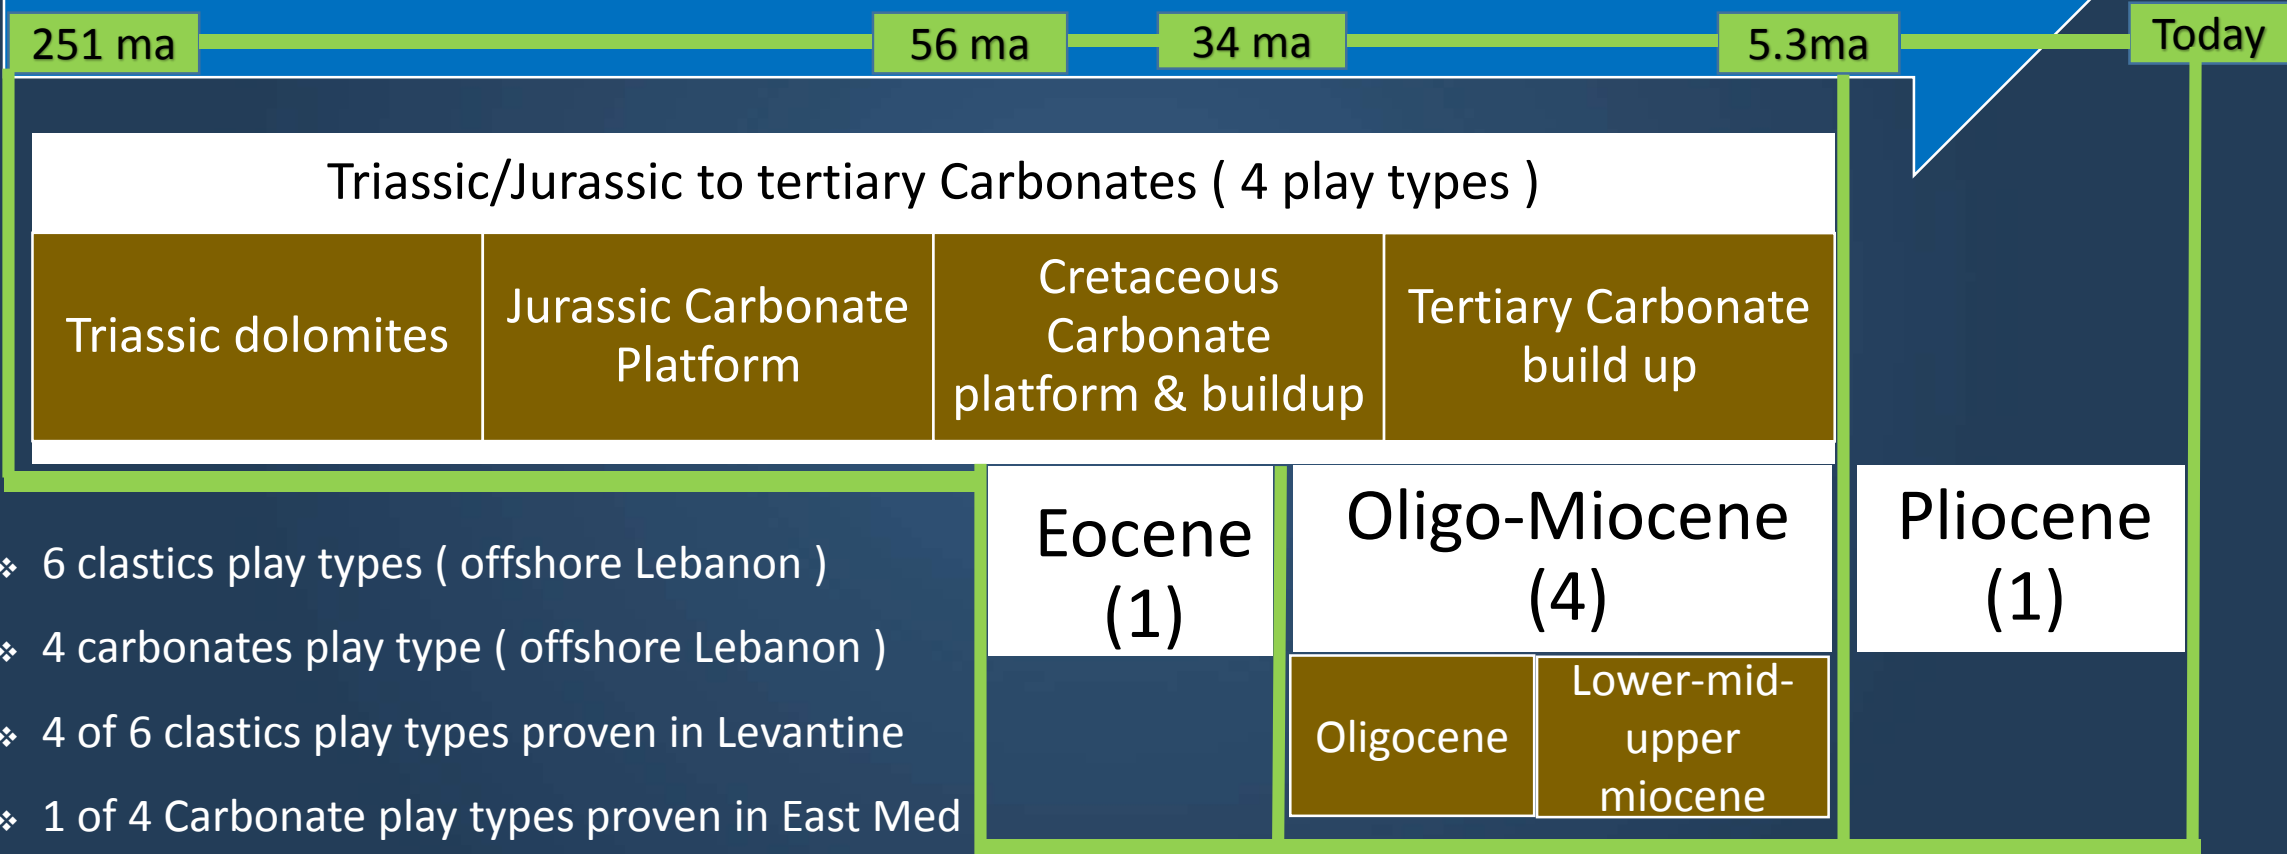 251 ma
56 ma
34 ma
5.3ma
Today
Triassic/Jurassic to tertiary Carbonates ( 4 play types )
Triassic dolomites
Jurassic Carbonate
Platform
Cretaceous
Carbonate
platform & buildup
Tertiary Carbonate
build up
Eocene
(1)
Oligo-Miocene
(4)
Pliocene
(1)
Oligocene
Lower-mid-
upper
miocene
❖ 6 clastics play types ( offshore Lebanon )
❖ 4 carbonates play type ( offshore Lebanon )
❖ 4 of 6 clastics play types proven in Levantine
❖ 1 of 4 Carbonate play types proven in East Med